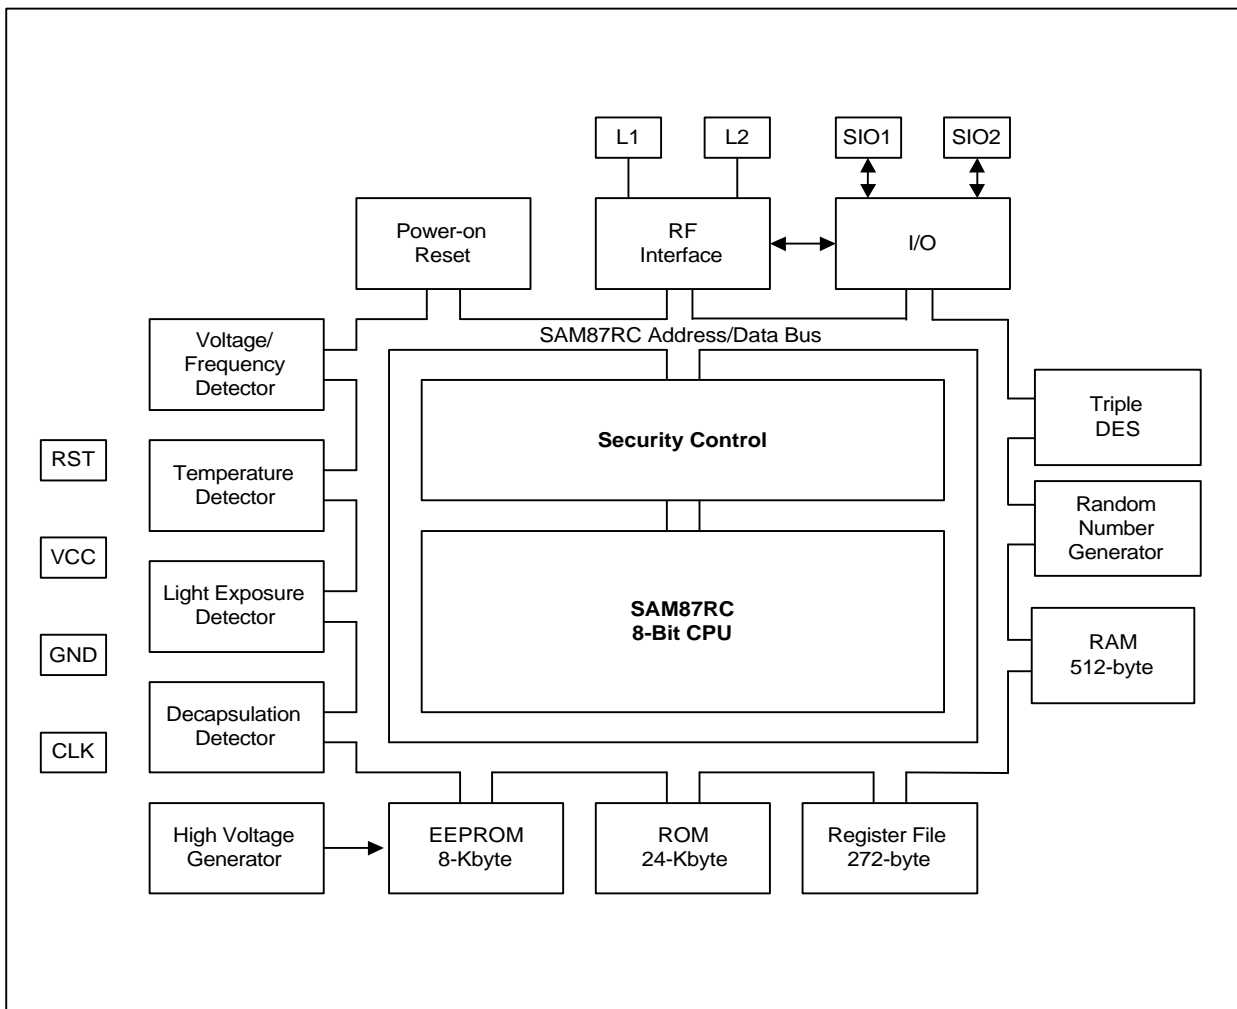 L1
L2
SIO1
SIO2
Power-on
Reset
RF
Interface
I/O
SAM87RC Address/Data Bus
Voltage/
Frequency
Detector
Triple
DES
Security Control
RST
Temperature
Detector
Random
Number
Generator
VCC
Light Exposure
Detector
SAM87RC
8-Bit CPU
GND
RAM
512-byte
Decapsulation
Detector
CLK
High Voltage
Generator
EEPROM
8-Kbyte
ROM
24-Kbyte
Register File
272-byte